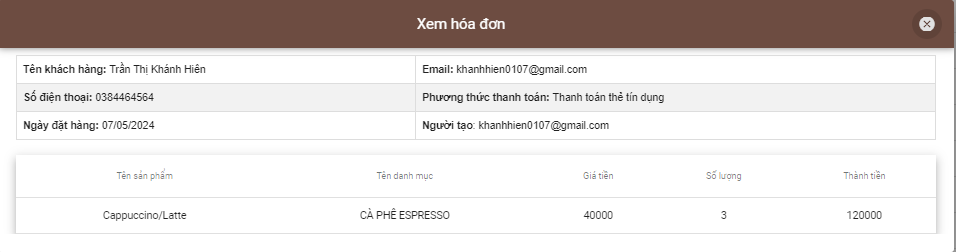 Xem hóa đơn
Tên khách hàng: Trần Thị Khánh Hiên Email: khanhhien0107@gmail.com
Số điện thoại: 0384464564 Phương thức thanh toán: Thanh toán thẻ tín dụng
Ngày đặt hàng: 07/05/2024 Người tạo: khanhhien0107@gmail.com
Tên sản phẩm Tên danh mục Giá tiền Số lượng Thành tiền
Cappuccino/Latte CÀ PHÊ ESPRESSO 40000 3 120000